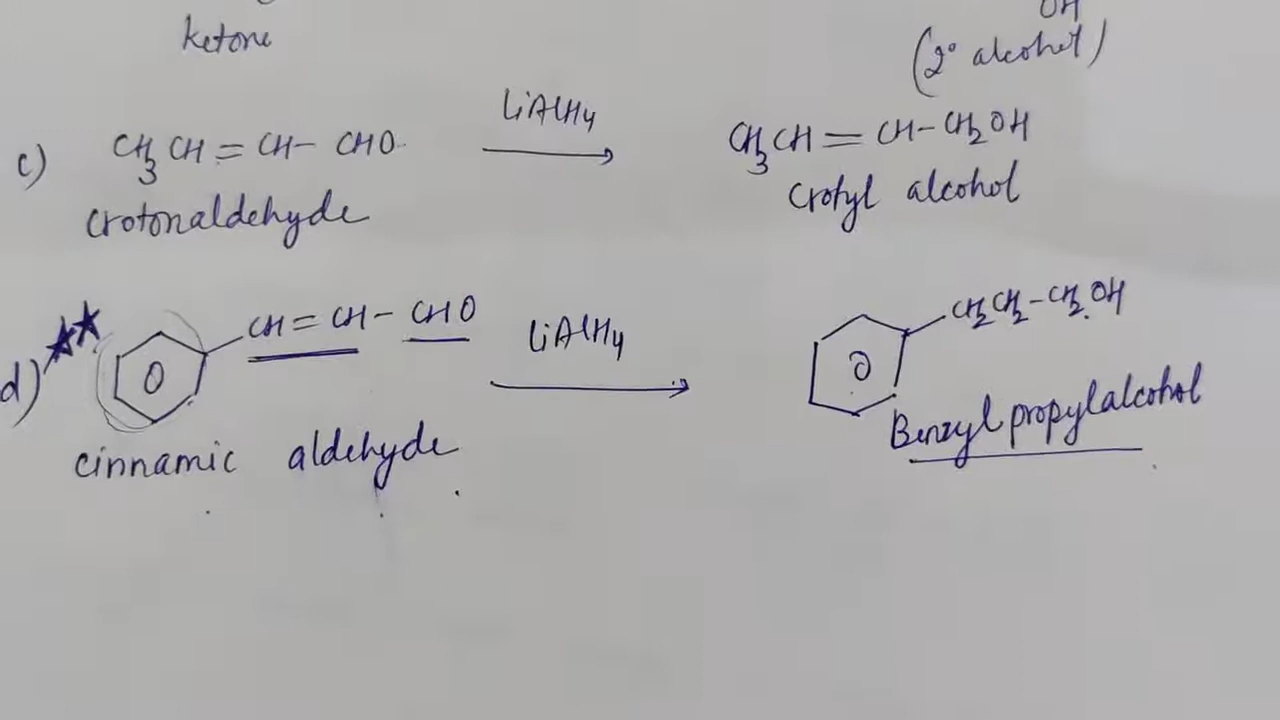 ketone
OH
(2° alcohol)
c) CH3CH=CH-CHO LiAlH4 CH3CH=CH-CH2OH
Crotonaldehyde Crotyl alcohol
d) CH=CH-CHO LiAlH4 CH2CH2-CH2OH
cinnamic aldehyde Benzyl propylalcohol